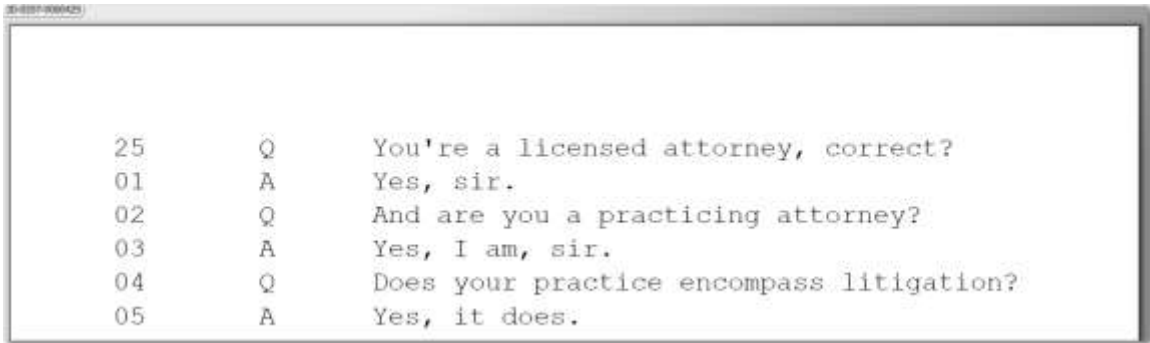 25 Q You're a licensed attorney, correct?
01 A Yes, sir.
02 Q And are you a practicing attorney?
03 A Yes, I am, sir.
04 Q Does your practice encompass litigation?
05 A Yes, it does.